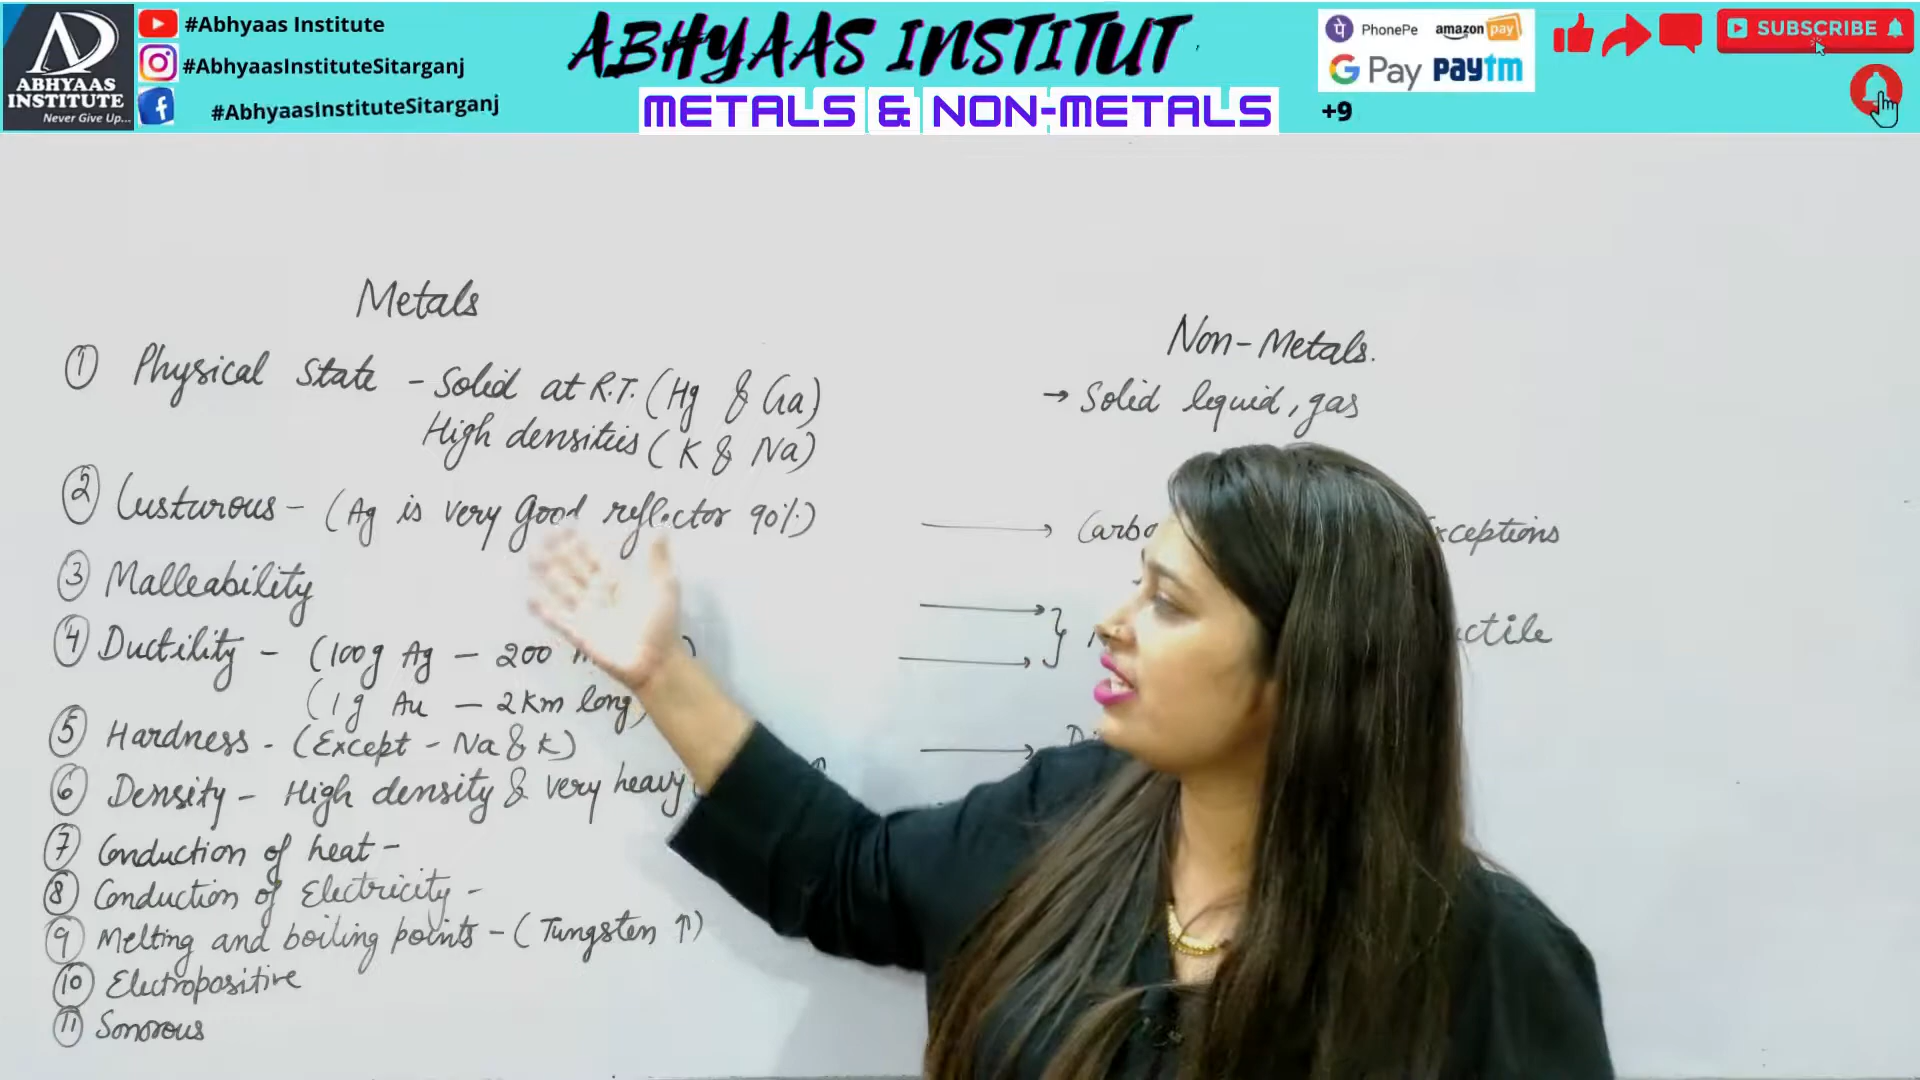 #Abhyaas Institute
#AbhyaasInstituteSitarganj
#AbhyaasInstituteSitarganj
ABHYAAS
INSTITUTE
Never Give Up...
ABHYAAS INSTITUT
METALS & NON-METALS
PhonePe amazon pay
G Pay paytm
+9
SUBSCRIBE
Metals
① Physical State - Solid at R.T. (Hg & Ga)
High densities (K & Na)
② Lusturous - (Ag is very good reflector 90%)
③ Malleability
④ Ductility - (100g Ag - 200
(1g Au - 2Km long)
⑤ Hardness - (Except - Na & K)
⑥ Density - High density & very heavy
⑦ Conduction of heat -
⑧ Conduction of Electricity -
⑨ Melting and boiling points - (Tungsten ↑)
⑩ Electropositive
⑪ Sonorous
Non-Metals.
→ Solid liquid, gas